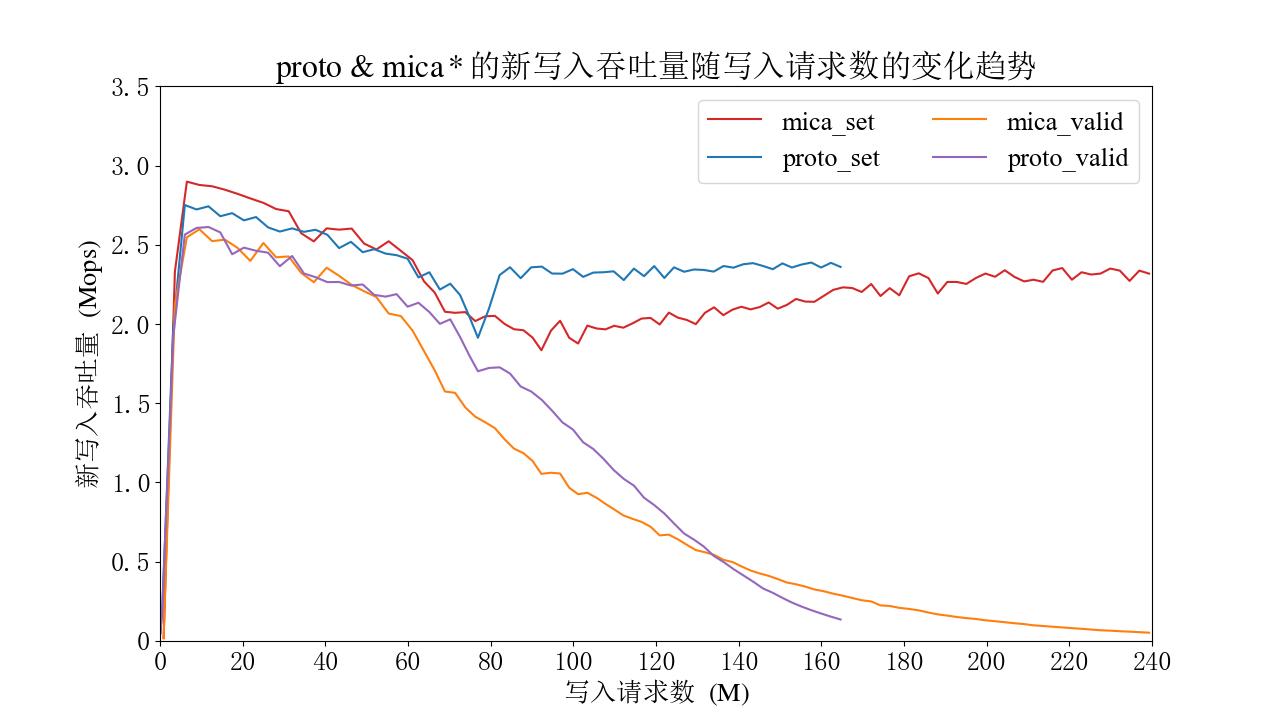 proto & mica* 的新写入吞吐量随写入请求数的变化趋势
mica_set
mica_valid
proto_set
proto_valid
新写入吞吐量 (Mops)
3.5
3.0
2.5
2.0
1.5
1.0
0.5
0
0 20 40 60 80 100 120 140 160 180 200 220 240
写入请求数 (M)